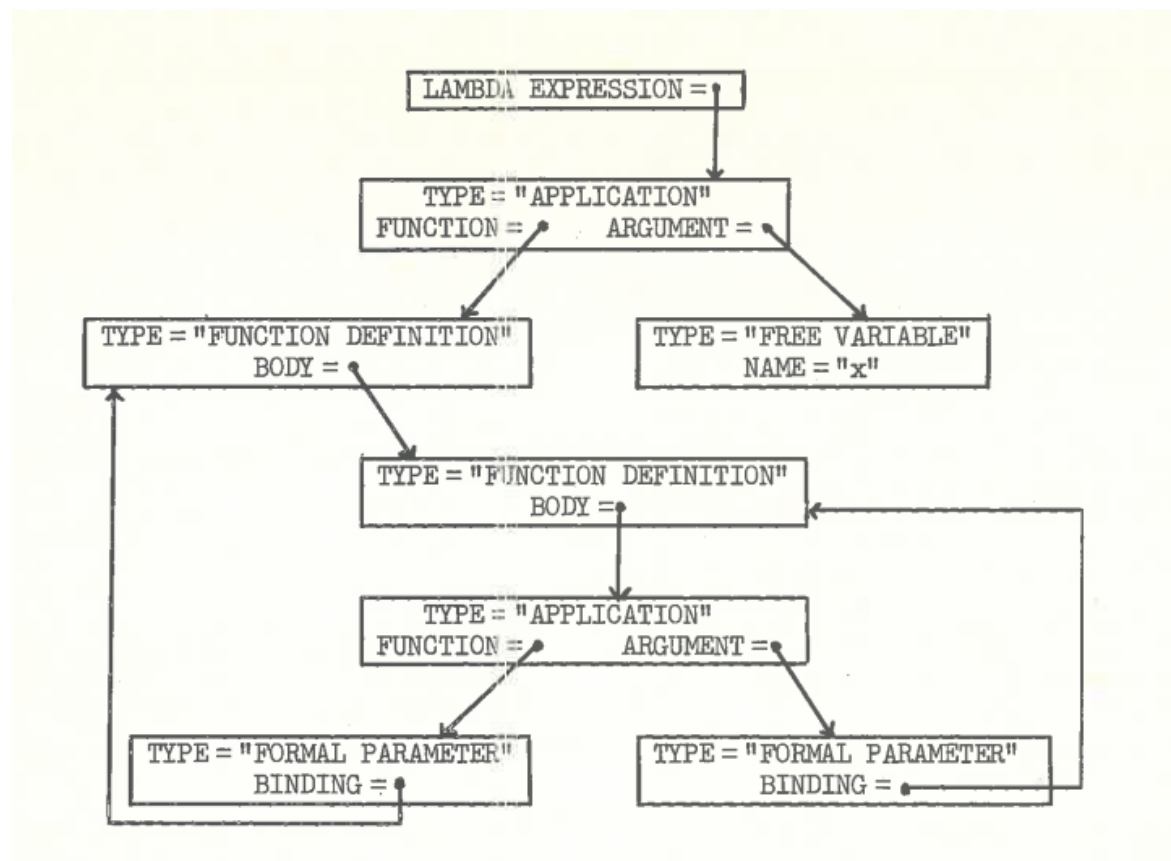 LAMBDA EXPRESSION =
TYPE = "APPLICATION"
FUNCTION = ARGUMENT =
TYPE = "FUNCTION DEFINITION"
BODY =
TYPE = "FREE VARIABLE"
NAME = "x"
TYPE = "FUNCTION DEFINITION"
BODY =
TYPE = "APPLICATION"
FUNCTION = ARGUMENT =
TYPE = "FORMAL PARAMETER"
BINDING =
TYPE = "FORMAL PARAMETER"
BINDING =